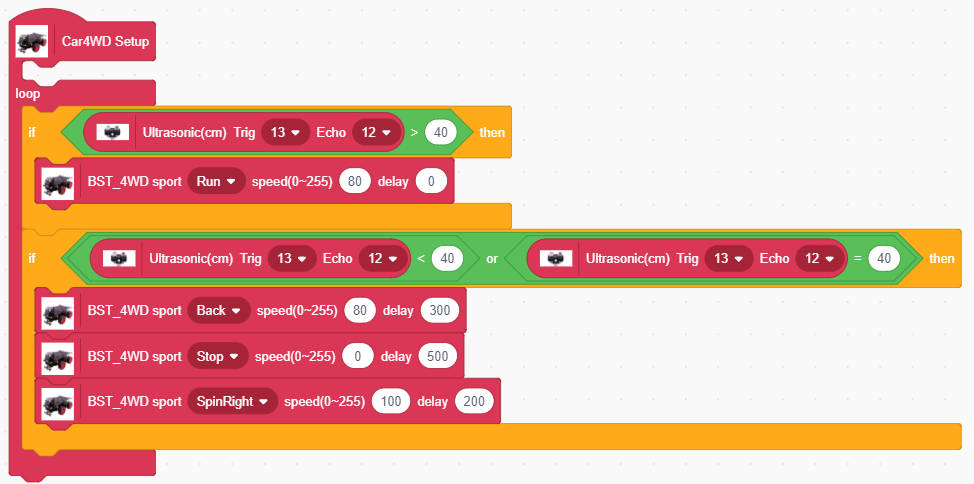 Car4WD Setup
loop
if Ultrasonic(cm) Trig 13 Echo 12 > 40 then
BST_4WD sport Run speed(0~255) 80 delay 0
if Ultrasonic(cm) Trig 13 Echo 12 < 40 or Ultrasonic(cm) Trig 13 Echo 12 = 40 then
BST_4WD sport Back speed(0~255) 80 delay 300
BST_4WD sport Stop speed(0~255) 0 delay 500
BST_4WD sport SpinRight speed(0~255) 100 delay 200